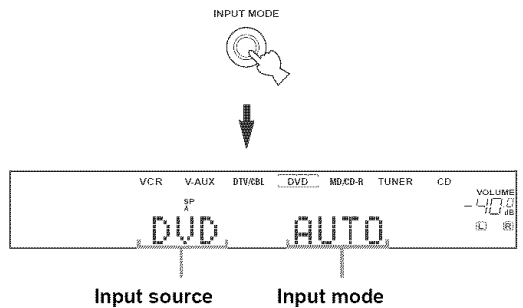 INPUT MODE
VCR V-AUX DTV/CBL DVD MD/CD-R TUNER CD
VOLUME
SP
A
-40.0 dB
L R
DVD AUTO
Input source Input mode